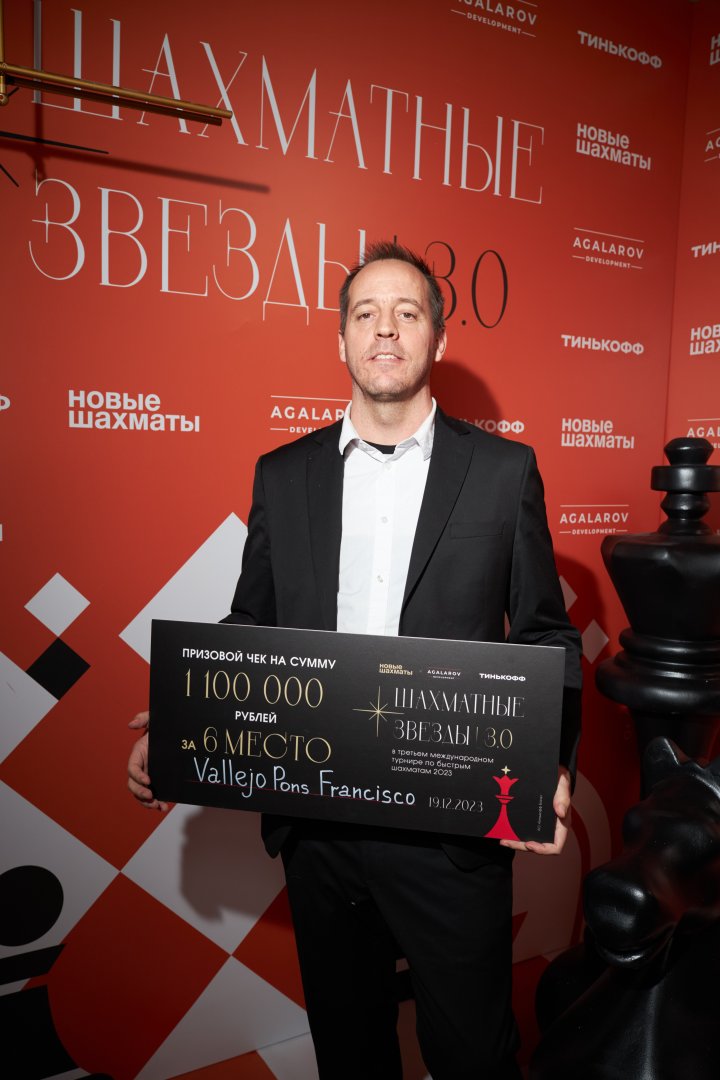 AGALAROV
DEVELOPMENT
ТИНЬКОФФ
ШАХМАТНЫЕ
ЗВЕЗДЫ 3.0
НОВЫЕ
ШАХМАТЫ
AGALAROV
DEVELOPMENT
ТИНЬКОФФ
НОВЫЕ
ШАХМАТЫ
AGALAROV
DEVELOPMENT
ТИНЬКОФФ
НОВЫЕ
ШАХМАТЫ
AGALAROV
DEVELOPMENT
ПРИЗОВОЙ ЧЕК НА СУММУ
1 100 000
РУБЛЕЙ
ЗА 6 МЕСТО
Vallejo Pons Francisco
НОВЫЕ
ШАХМАТЫ
AGALAROV
DEVELOPMENT
ТИНЬКОФФ
ШАХМАТНЫЕ
ЗВЕЗДЫ 3.0
в третьем международном
турнире по быстрым
шахматам 2023
19.12.2023